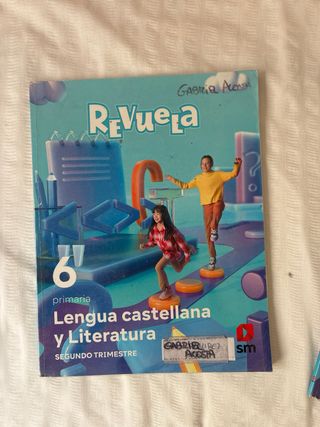 GABRIEL ACOSTA
REVUELA
6
primaria
Lengua castellana
y Literatura
SEGUNDO TRIMESTRE
GABRIEL
ACOSTA
sm